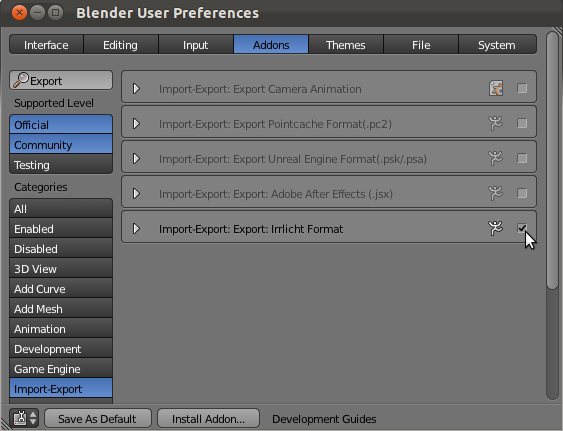 Blender User Preferences
Interface Editing Input Addons Themes File System
Export
Supported Level
Official
Community
Testing
Categories
All
Enabled
Disabled
3D View
Add Curve
Add Mesh
Animation
Development
Game Engine
Import-Export
Import-Export: Export Camera Animation
Import-Export: Export Pointcache Format(.pc2)
Import-Export: Export Unreal Engine Format(.psk/.psa)
Import-Export: Export: Adobe After Effects (.jsx)
Import-Export: Export: Irrlicht Format
Save As Default Install Addon... Development Guides